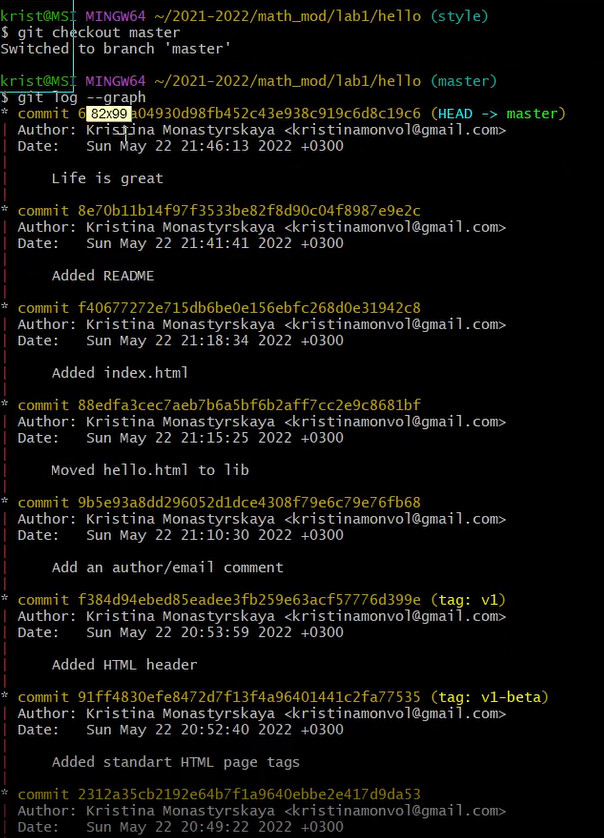 krist@MSI MINGW64 ~/2021-2022/math_mod/lab1/hello (style)
$ git checkout master
Switched to branch 'master'
krist@MSI MINGW64 ~/2021-2022/math_mod/lab1/hello (master)
$ git log --graph
82x99
* commit a04930d98fb452c43e938c919c6d8c19c6 (HEAD -> master)
| Author: Kristina Monastyrskaya <kristinamonvol@gmail.com>
| Date:   Sun May 22 21:46:13 2022 +0300
|
|     Life is great
|
* commit 8e70b11b14f97f3533be82f8d90c04f8987e9e2c
| Author: Kristina Monastyrskaya <kristinamonvol@gmail.com>
| Date:   Sun May 22 21:41:41 2022 +0300
|
|     Added README
|
* commit f40677272e715db6be0e156ebfc268d0e31942c8
| Author: Kristina Monastyrskaya <kristinamonvol@gmail.com>
| Date:   Sun May 22 21:18:34 2022 +0300
|
|     Added index.html
|
* commit 88edfa3cec7aeb7b6a5bf6b2aff7cc2e9c8681bf
| Author: Kristina Monastyrskaya <kristinamonvol@gmail.com>
| Date:   Sun May 22 21:15:25 2022 +0300
|
|     Moved hello.html to lib
|
* commit 9b5e93a8dd296052d1dce4308f79e6c79e76fb68
| Author: Kristina Monastyrskaya <kristinamonvol@gmail.com>
| Date:   Sun May 22 21:10:30 2022 +0300
|
|     Add an author/email comment
|
* commit f384d94ebed85eadee3fb259e63acf57776d399e (tag: v1)
| Author: Kristina Monastyrskaya <kristinamonvol@gmail.com>
| Date:   Sun May 22 20:53:59 2022 +0300
|
|     Added HTML header
|
* commit 91ff4830efe8472d7f13f4a96401441c2fa77535 (tag: v1-beta)
| Author: Kristina Monastyrskaya <kristinamonvol@gmail.com>
| Date:   Sun May 22 20:52:40 2022 +0300
|
|     Added standart HTML page tags
|
* commit 2312a35cb2192e64b7f1a9640ebbe2e417d9da53
| Author: Kristina Monastyrskaya <kristinamonvol@gmail.com>
| Date:   Sun May 22 20:49:22 2022 +0300